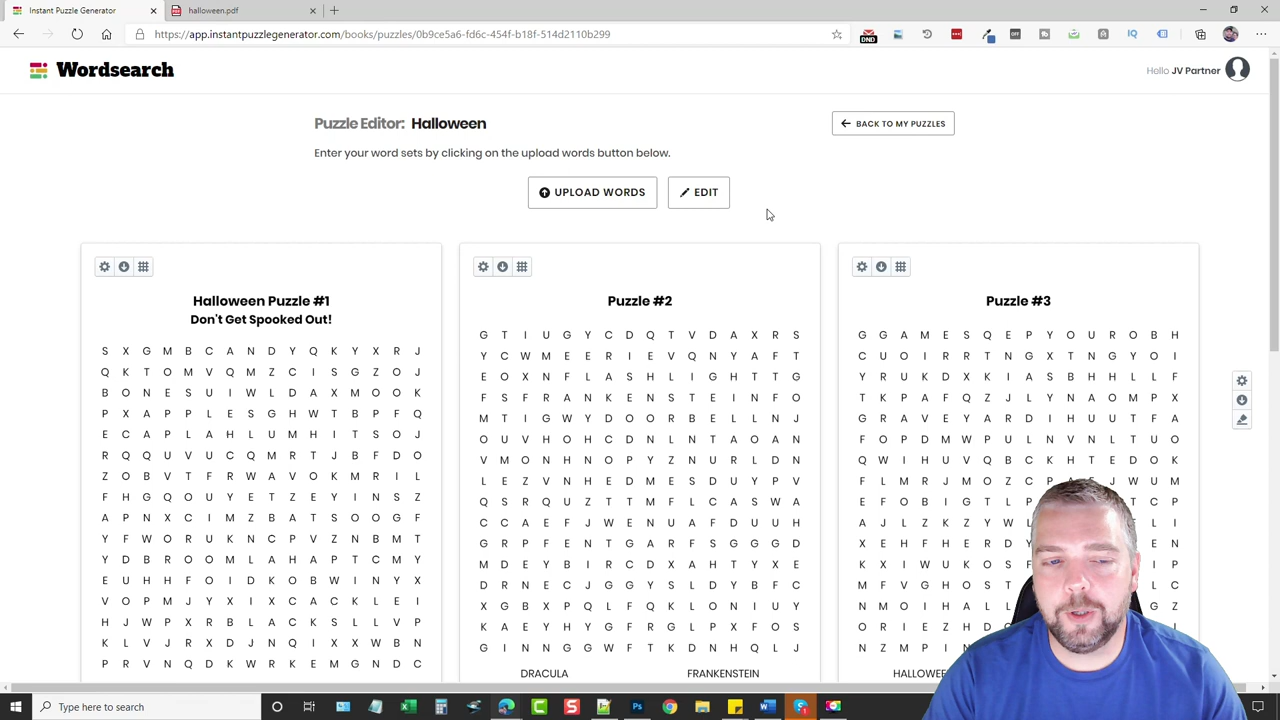 Instant Puzzle Generator
halloween.pdf
https://app.instantpuzzlegenerator.com/books/puzzles/0b9ce5a6-fd6c-454f-b18f-514d2110b299
DND
OFF
IQ
Wordsearch
Hello JV Partner
Puzzle Editor: Halloween
BACK TO MY PUZZLES
Enter your word sets by clicking on the upload words button below.
UPLOAD WORDS
EDIT
Halloween Puzzle #1
Don't Get Spooked Out!
S X G M B C A N D Y Q K Y X R J
Q K T O M V Q M Z C I S G Z O J
B O N E S U I W L D A X M O O K
P X A P P L E S G H W T B P F Q
E C A P L A H L U M H I T S O J
R Q Q U V U C Q M R T J B F D O
Z O B V T F R W A V O K M R I L
F H G Q O U Y E T Z E Y I N S Z
A P N X C I M Z B A T S O O G F
Y F W O R U K N C P V Z N B M T
Y D B R O O M L A H A P T C M Y
E U H H F O I D K O B W I N Y X
V O P M J Y X I X C A C K L E I
H J W P X R B L A C K S L L V P
K L V J R X D J N Q I X X W B N
P R V N Q D K W R K E M G N D C
Puzzle #2
G T I U G Y C D Q T V D A X R S
Y C W M E E R I E V Q N Y A F T
E O X N F L A S H L I G H T T G
F S F R A N K E N S T E I N F O
M T I G W Y D O O R B E L L N J
O U V H O H C D N L N T A O A N
V M O N H N O P Y Z N U R L D N
L E Z V N H E D M E S D U Y P V
Q S R Q U Z T T M F L C A S W A
C C A E F J W E N U A F D U U H
G R P F E N T G A R F S G G G D
M D E Y B I R C D X A H T Y X E
D R N E C J G G Y S L D Y B F C
X G B X P Q L F Q K L O N I U Y
K A E Y H Y G F R G L P X F O S
G I N N G G W F T K D N H Q L J
DRACULA
FRANKENSTEIN
Puzzle #3
G G A M E S Q E P Y O U R O B H
C U O I R R T N G X T N G Y O I
Y R U K D X K I A S B H H L L F
T K P A F Q Z J L Y N A O M P X
G R A V E Y A R D I H U U T F A
F O P D M W P U L N V N L T U O
Q W I H U V Q B C K H T E D O K
F L M R J M O Z C P A S J W U M
E F O B I G T L P T C P
A J L Z K Z Y W L I
X E H F H E R D E N
K X I W U K O S I P
M F V G H O S T L C
N M O I H A L L G Z
O R I E Z H D
N Z M P I N
Type here to search